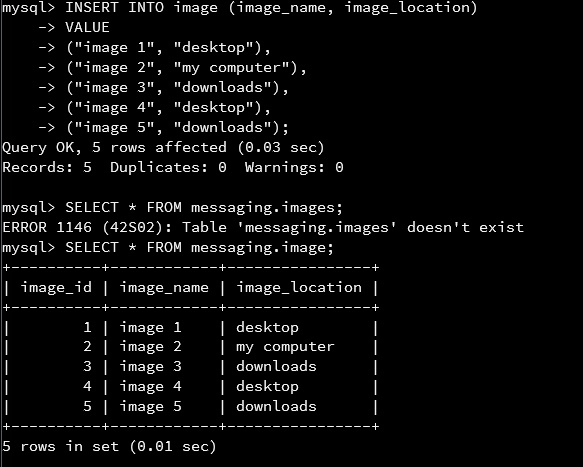 mysql> INSERT INTO image (image_name, image_location)
    -> VALUE
    -> ("image 1", "desktop"),
    -> ("image 2", "my computer"),
    -> ("image 3", "downloads"),
    -> ("image 4", "desktop"),
    -> ("image 5", "downloads");
Query OK, 5 rows affected (0.03 sec)
Records: 5  Duplicates: 0  Warnings: 0

mysql> SELECT * FROM messaging.images;
ERROR 1146 (42S02): Table 'messaging.images' doesn't exist
mysql> SELECT * FROM messaging.image;
+----------+------------+----------------+
| image_id | image_name | image_location |
+----------+------------+----------------+
|        1 | image 1    | desktop        |
|        2 | image 2    | my computer    |
|        3 | image 3    | downloads      |
|        4 | image 4    | desktop        |
|        5 | image 5    | downloads      |
+----------+------------+----------------+
5 rows in set (0.01 sec)